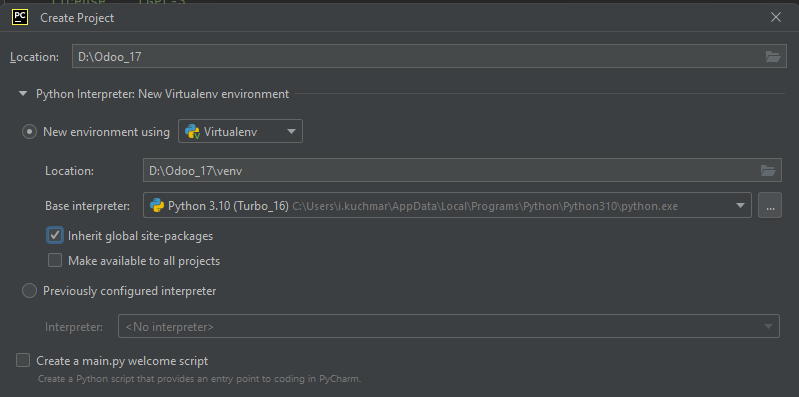 PC Create Project
Location: D:\Odoo_17
Python Interpreter: New Virtualenv environment
New environment using Virtualenv
Location: D:\Odoo_17\venv
Base interpreter: Python 3.10 (Turbo_16) C:\Users\i.kuchmar\AppData\Local\Programs\Python\Python310\python.exe ...
Inherit global site-packages
Make available to all projects
Previously configured interpreter
Interpreter: <No interpreter>
Create a main.py welcome script
Create a Python script that provides an entry point to coding in PyCharm.